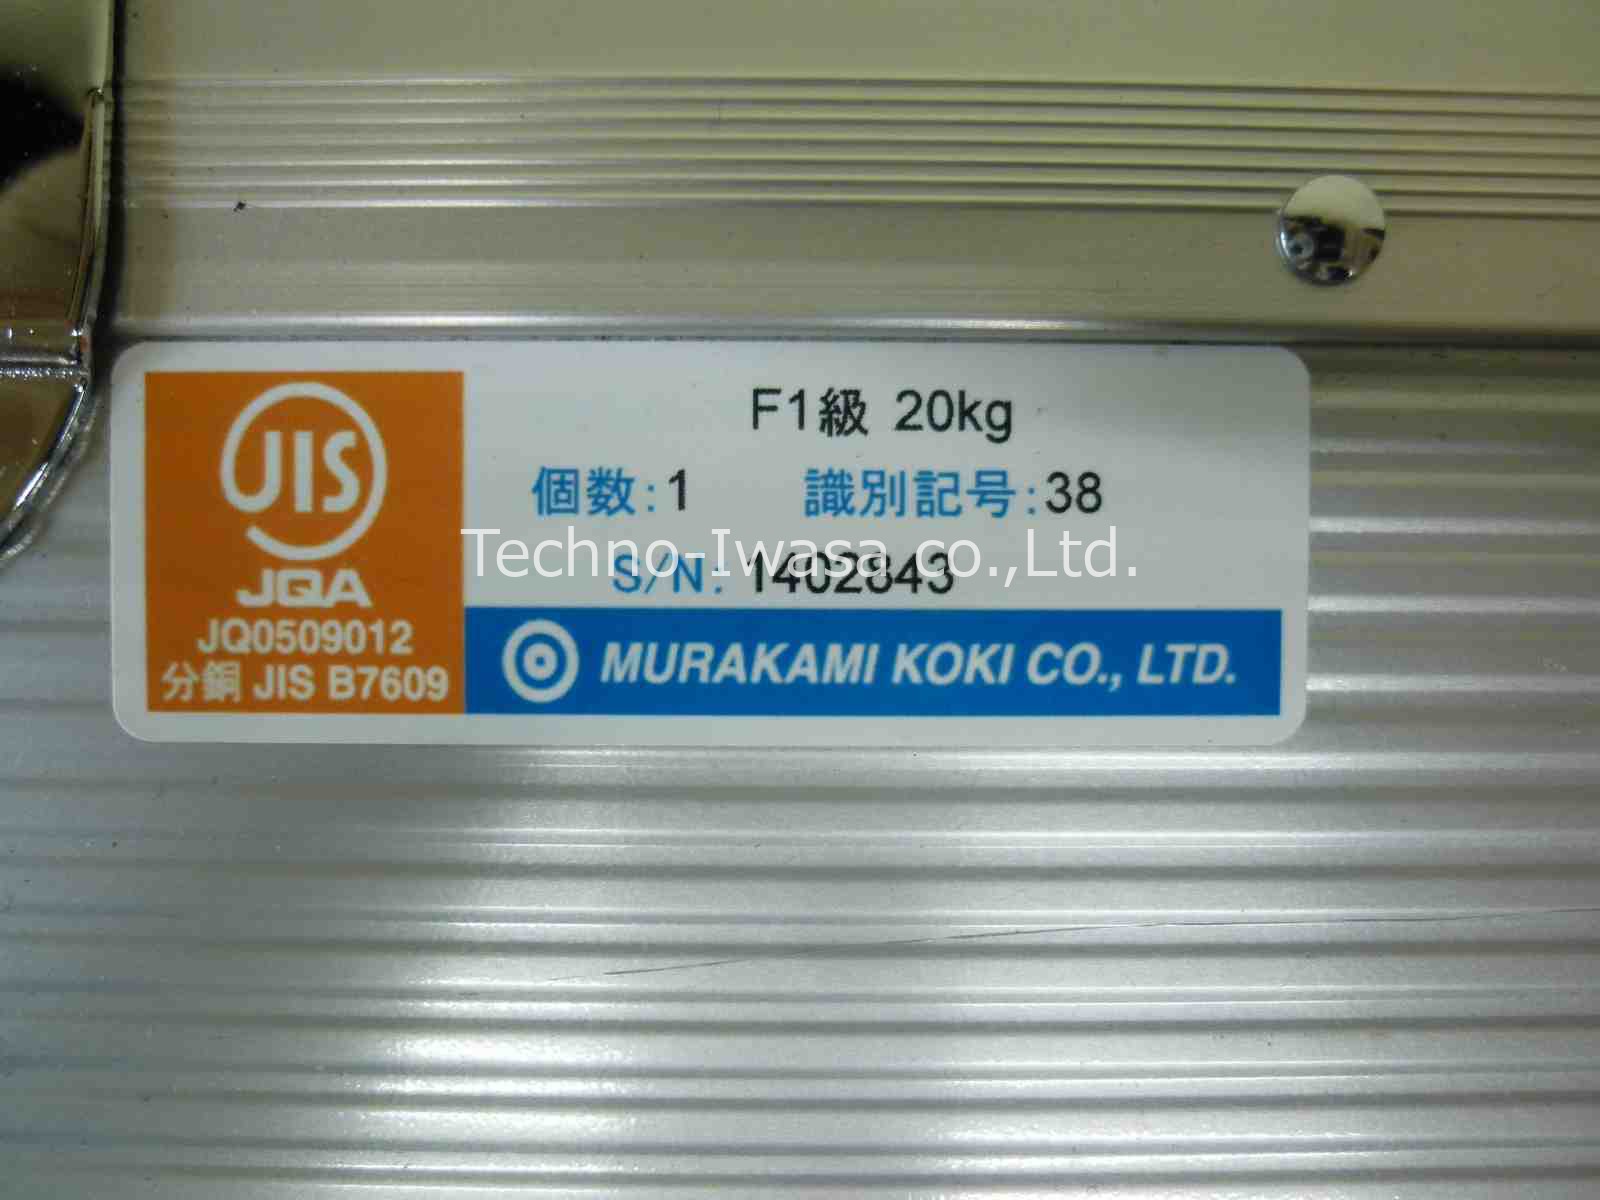 F1級 20kg
個数:1 識別記号:38
S/N: 1402843
JIS
JQA
JQ0509012
分銅 JIS B7609
MURAKAMI KOKI CO., LTD.
Techno-Iwasa co.,Ltd.